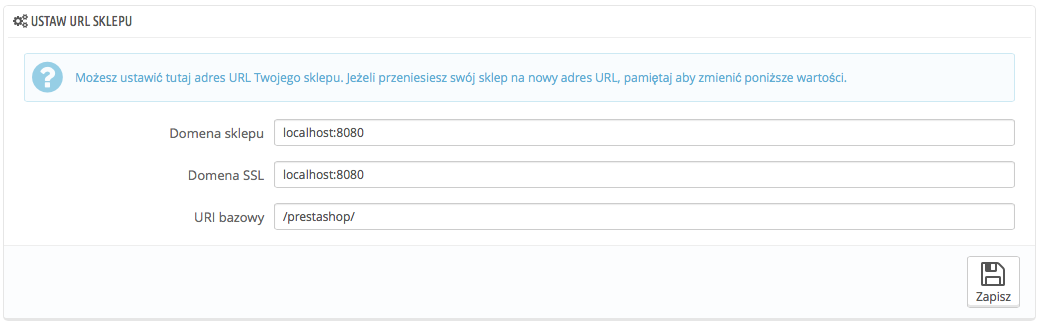 USTAW URL SKLEPU
Możesz ustawić tutaj adres URL Twojego sklepu. Jeżeli przeniesiesz swój sklep na nowy adres URL, pamiętaj aby zmienić poniższe wartości.
Domena sklepu localhost:8080
Domena SSL localhost:8080
URI bazowy /prestashop/
Zapisz